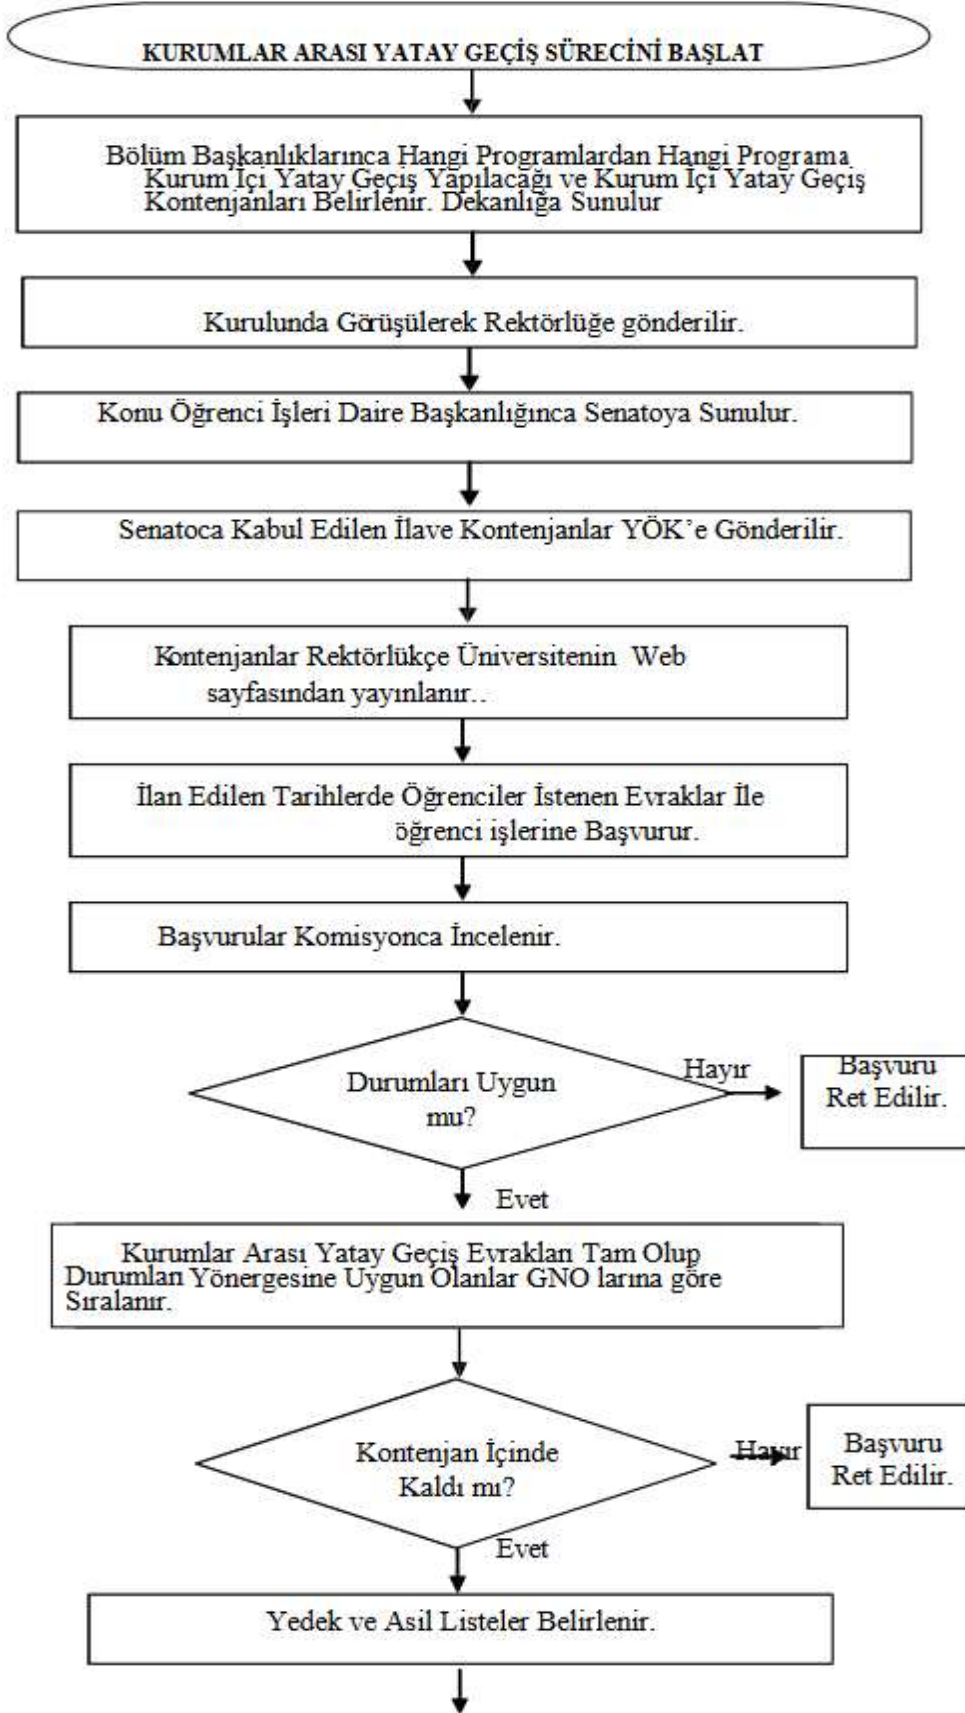 KURUMLAR ARASI YATAY GEÇİŞ SÜRECİNİ BAŞLAT
Bölüm Başkanlıklarınca Hangi Programlardan Hangi Programa
Kurum İçi Yatay Geçiş Yapılacağı ve Kurum İçi Yatay Geçiş
Kontenjanları Belirlenir. Dekanlığa Sunulur
Kurulunda Görüşülerek Rektörlüğe gönderilir.
Konu Öğrenci İşleri Daire Başkanlığınca Senatoya Sunulur.
Senatoca Kabul Edilen İlave Kontenjanlar YÖK’e Gönderilir.
Kontenjanlar Rektörlükçe Üniversitenin Web
sayfasından yayınlanır..
İlan Edilen Tarihlerde Öğrenciler İstenen Evraklar İle
öğrenci işlerine Başvurur.
Başvurular Komisyonca İncelenir.
Durumları Uygun
mu?
Hayır
Başvuru
Ret Edilir.
Evet
Kurumlar Arası Yatay Geçiş Evrakları Tam Olup
Durumları Yönergesine Uygun Olanlar GNO larına göre
Sıralanır.
Kontenjan İçinde
Kaldı mı?
Hayır
Başvuru
Ret Edilir.
Evet
Yedek ve Asil Listeler Belirlenir.